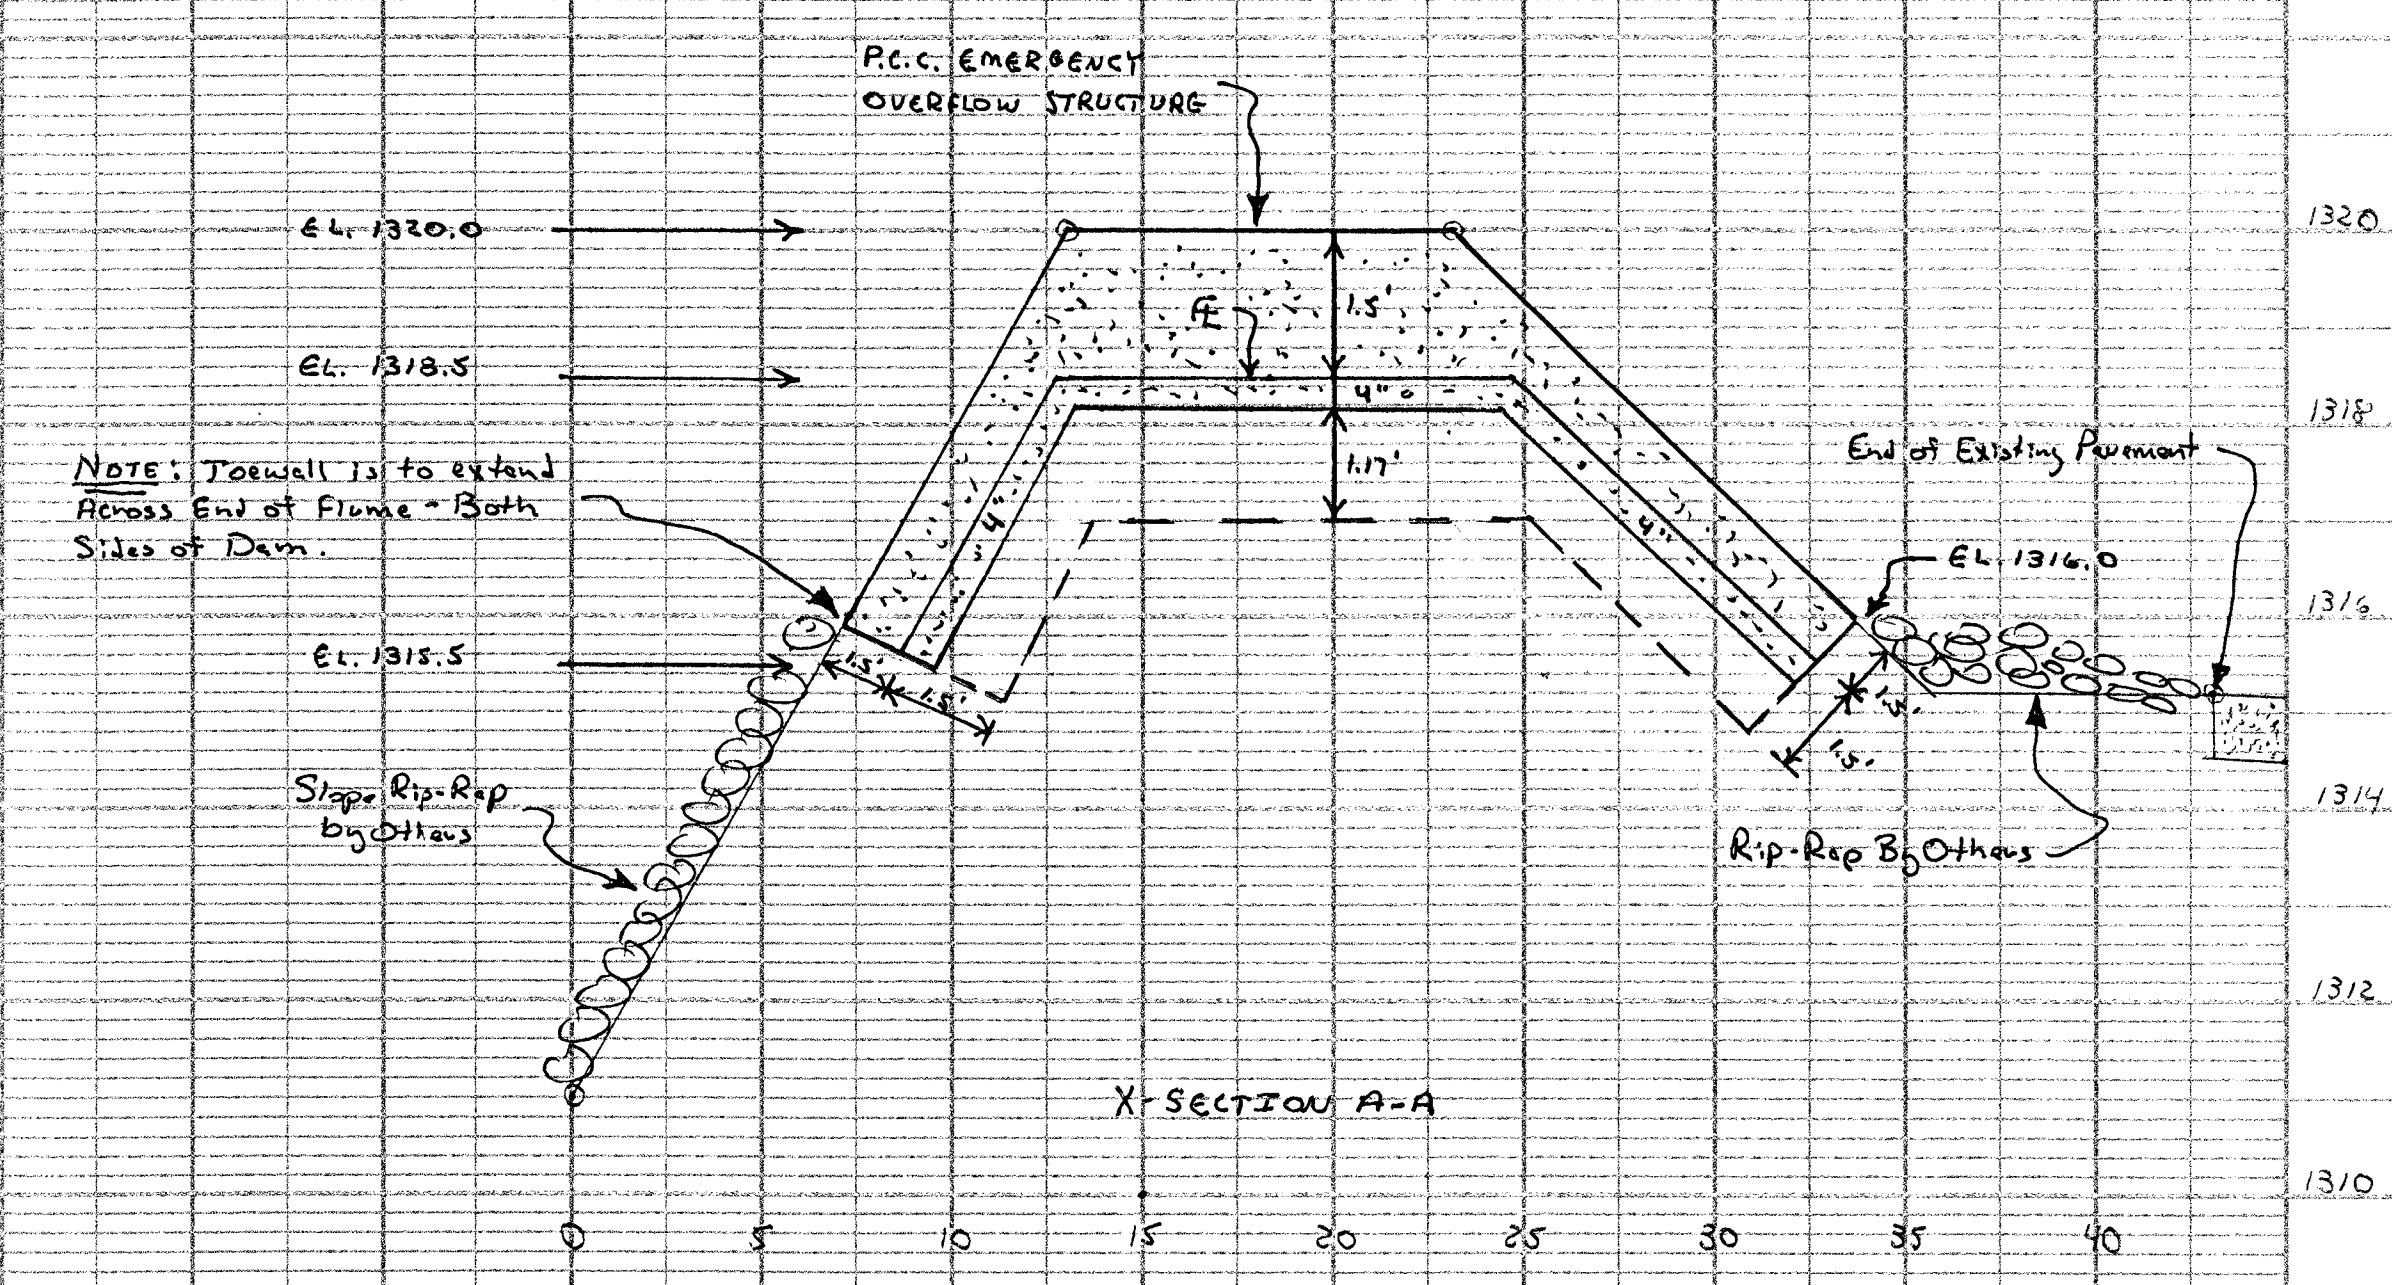 P.C.C. EMERGENCY
OVERFLOW STRUCTURE
EL. 1320.0
1320
1.5'
FL
EL. 1318.5
4"
1318
NOTE: Toewall is to extend
Across End of Flume - Both
Sides of Dam.
1.17'
End of Existing Pavement
4"
4"
EL. 1316.0
1316
EL. 1315.5
1.5'
1.5'
1.5'
1.5'
Slope Rip-Rap
by Others
1314
Rip-Rap By Others
1312
X-SECTION A-A
1310
0 5 10 15 20 25 30 35 40